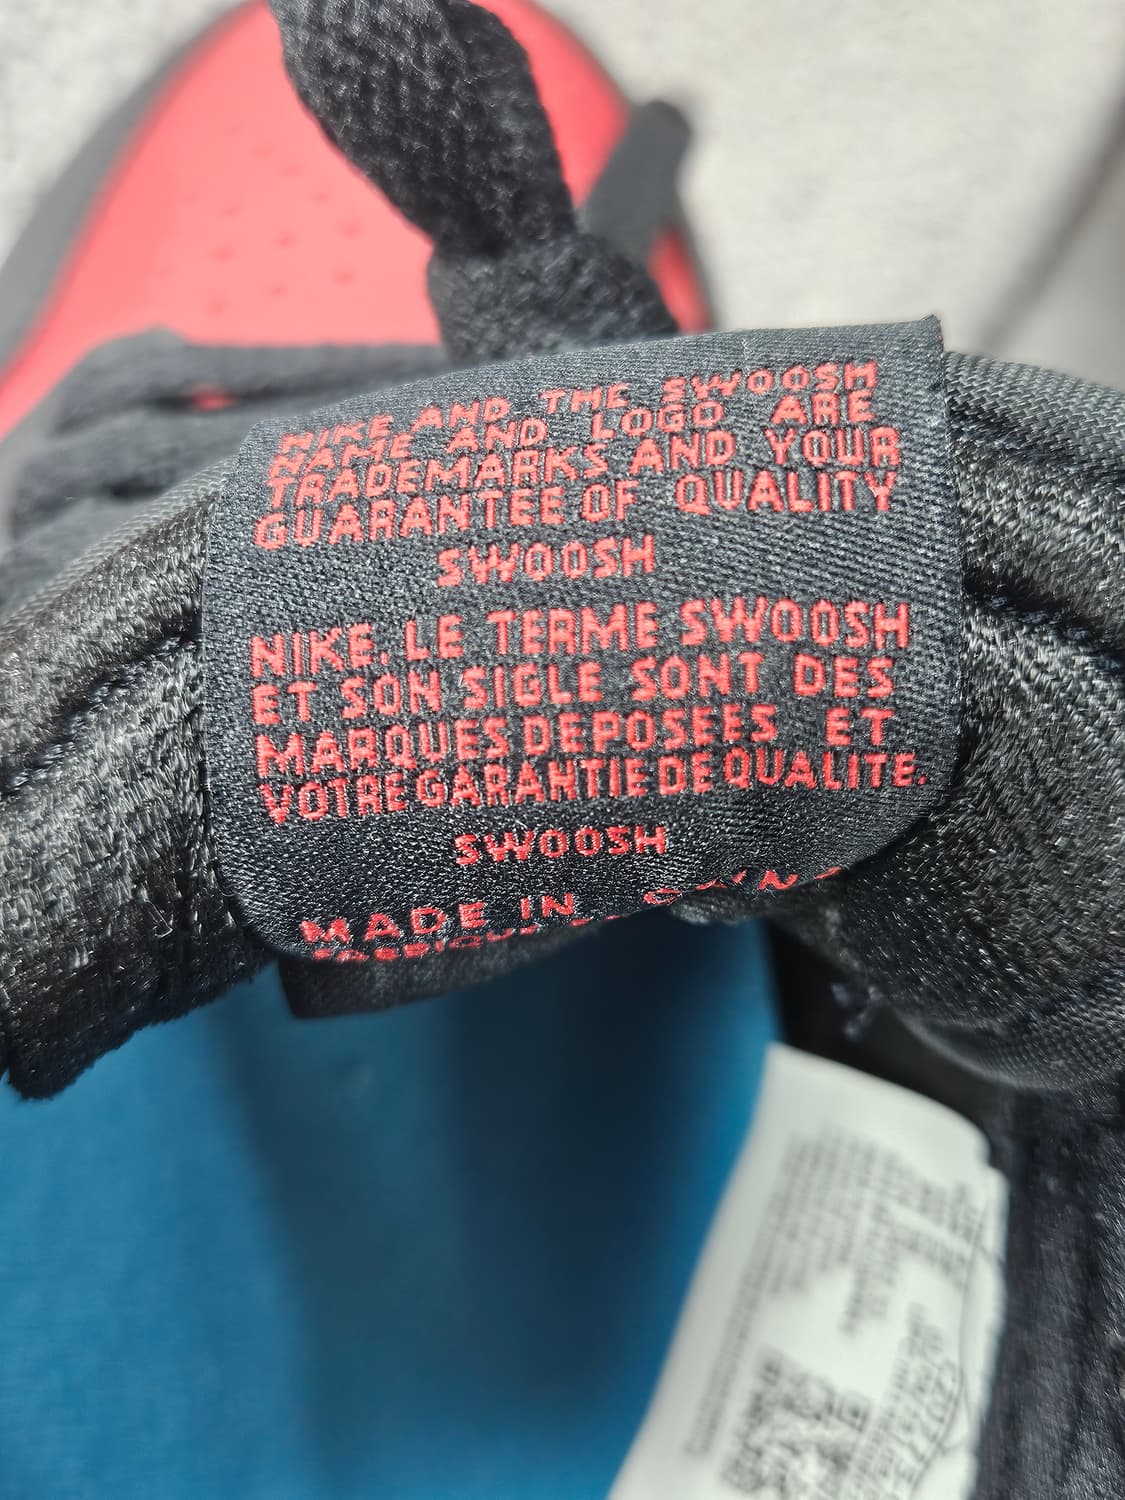 NIKE AND THE SWOOSH
NAME AND LOGO ARE
TRADEMARKS AND YOUR
GUARANTEE OF QUALITY
SWOOSH
NIKE. LE TERME SWOOSH
ET SON SIGLE SONT DES
MARQUES DEPOSEES ET
VOTRE GARANTIE DE QUALITE.
SWOOSH
MADE IN